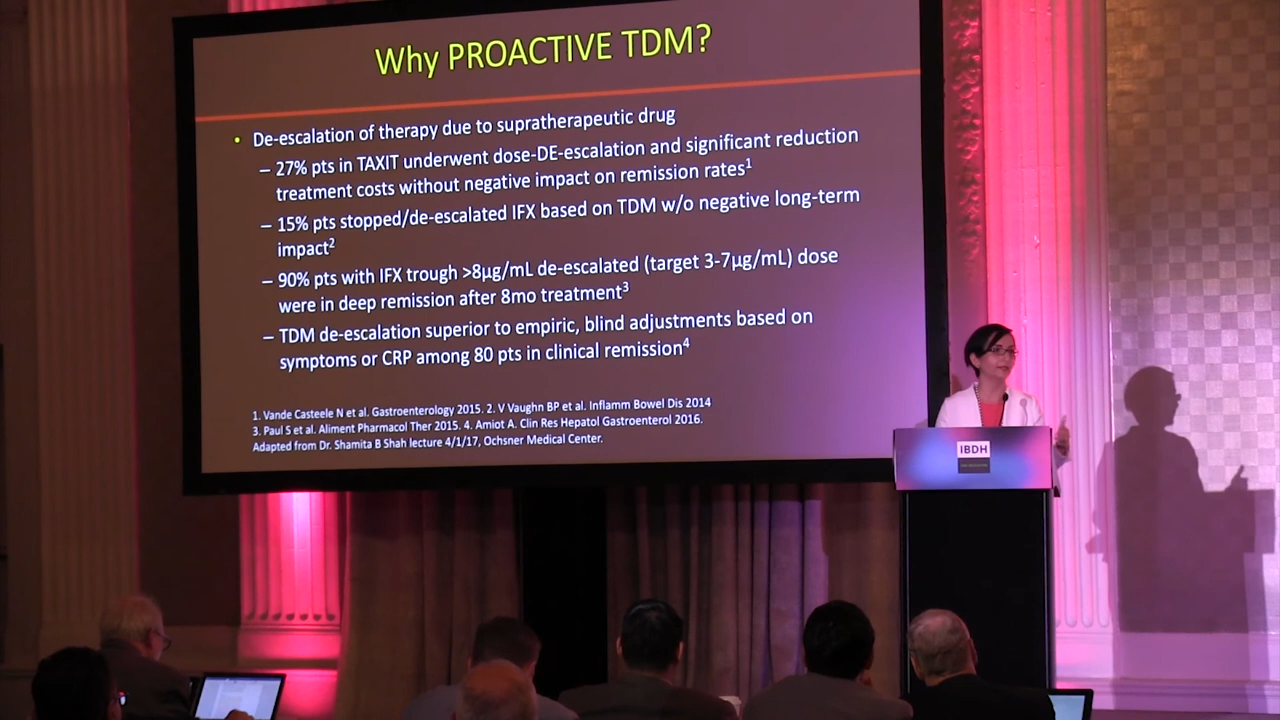 Why PROACTIVE TDM?
• De-escalation of therapy due to supratherapeutic drug
– 27% pts in TAXIT underwent dose-DE-escalation and significant reduction
treatment costs without negative impact on remission rates1
– 15% pts stopped/de-escalated IFX based on TDM w/o negative long-term
impact2
– 90% pts with IFX trough >8µg/mL de-escalated (target 3-7µg/mL) dose
were in deep remission after 8mo treatment3
– TDM de-escalation superior to empiric, blind adjustments based on
symptoms or CRP among 80 pts in clinical remission4
1. Vande Casteele N et al. Gastroenterology 2015. 2. V Vaughn BP et al. Inflamm Bowel Dis 2014
3. Paul S et al. Aliment Pharmacol Ther 2015. 4. Amiot A. Clin Res Hepatol Gastroenterol 2016.
Adapted from Dr. Shamita B Shah lecture 4/1/17, Ochsner Medical Center.
IBDH